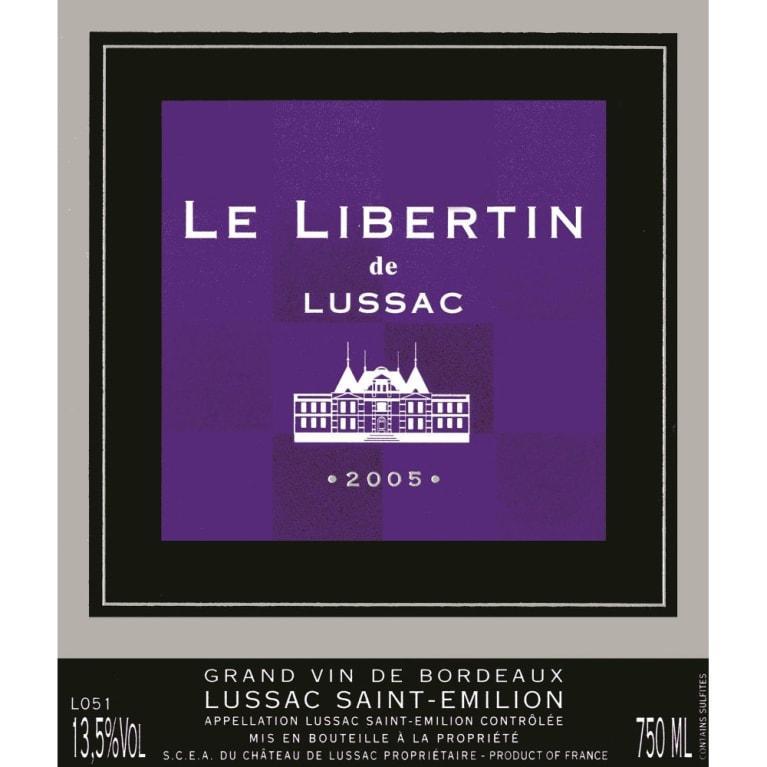 LE LIBERTIN
de
LUSSAC
• 2005 •
GRAND VIN DE BORDEAUX
LUSSAC SAINT-EMILION
APPELLATION LUSSAC SAINT-EMILION CONTRÔLÉE
MIS EN BOUTEILLE À LA PROPRIÉTÉ
S.C.E.A. DU CHÂTEAU DE LUSSAC PROPRIÉTAIRE - PRODUCT OF FRANCE
L051
13,5%VOL
750 ML
CONTAINS SULFITES